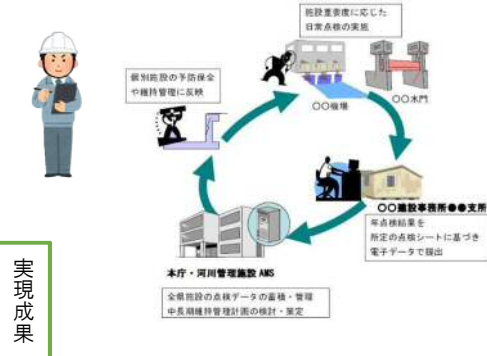 施設重要度に応じた
日常点検の実施
個別施設の予防保全
や維持管理に反映
〇〇機場
〇〇水門
〇〇建設事務所●●支所
年点検結果を
所定の点検シートに基づき
電子データで提出
本庁・河川管理施設 AMS
全県施設の点検データの蓄積・管理
中長期維持管理計画の検討・策定
実現成果